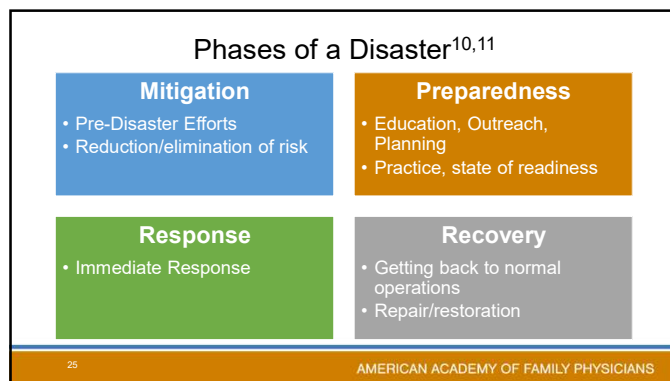 Phases of a Disaster10,11
Mitigation
• Pre-Disaster Efforts
• Reduction/elimination of risk
Preparedness
• Education, Outreach,
Planning
• Practice, state of readiness
Response
• Immediate Response
Recovery
• Getting back to normal
operations
• Repair/restoration
25
AMERICAN ACADEMY OF FAMILY PHYSICIANS